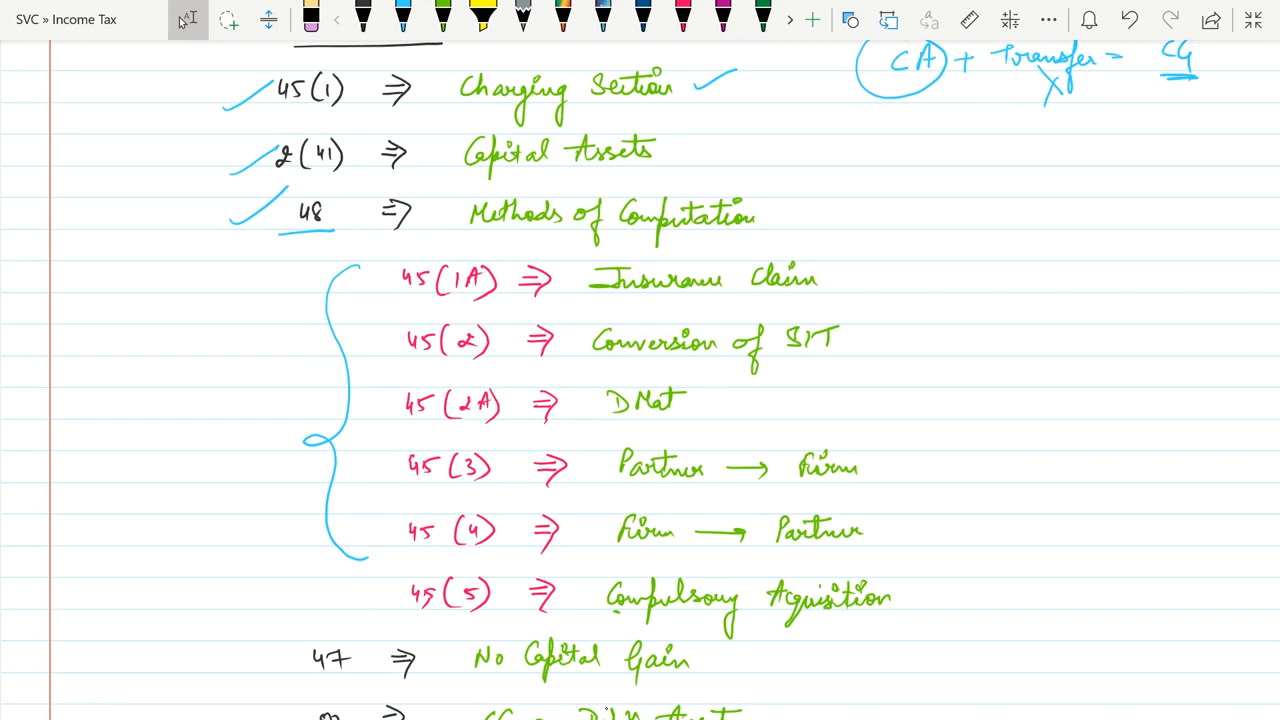 SVC » Income Tax
CA + Transfer = CG
45(1) ⇒ Charging Section
2(41) ⇒ Capital Assets
48 ⇒ Methods of Computation
45(1A) ⇒ Insurance Claim
45(2) ⇒ Conversion of SIT
45(2A) ⇒ DMat
45(3) ⇒ Partner → Firm
45(4) ⇒ Firm → Partner
45(5) ⇒ Compulsory Acquisition
47 ⇒ No Capital Gain